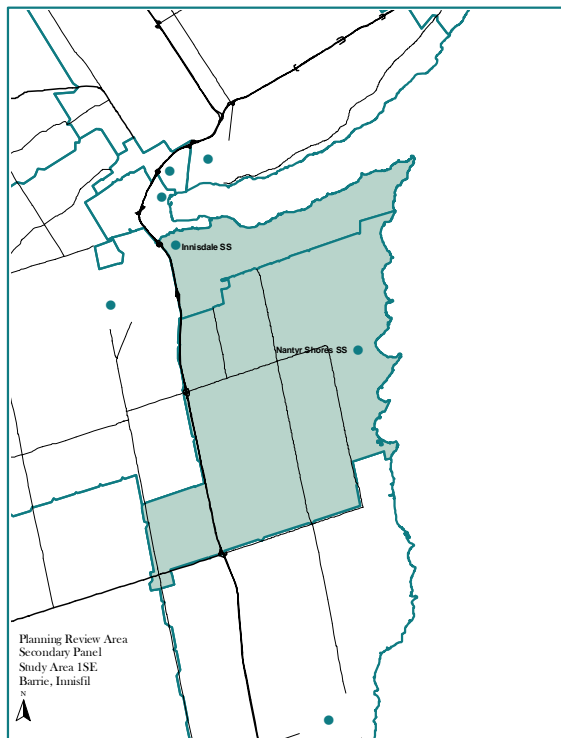 Innisdale SS
Nantyr Shores SS
Planning Review Area
Secondary Panel
Study Area 1SE
Barrie, Innisfil
N